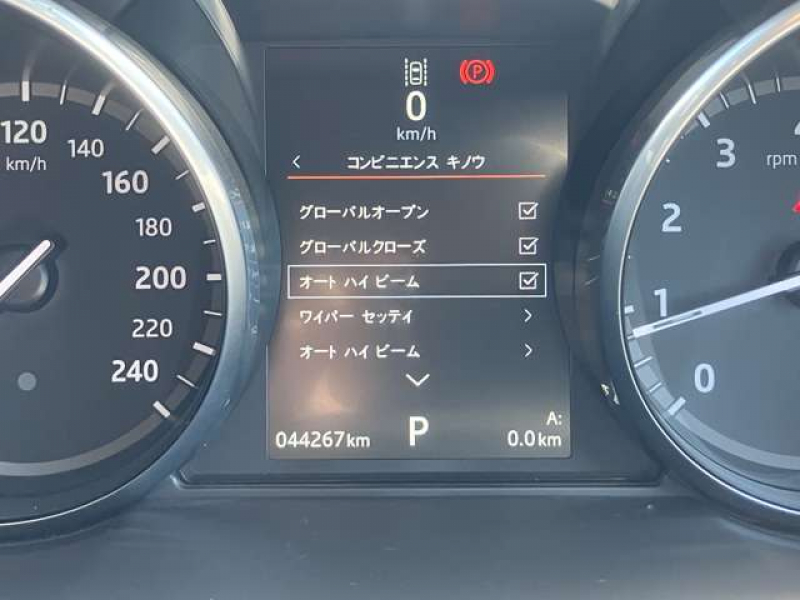 0
km/h
コンビニエンス キノウ
グローバルオープン
グローバルクローズ
オート ハイ ビーム
ワイパー セッテイ
オート ハイ ビーム
044267km
P
A:
0.0km
120
km/h
140
160
180
200
220
240
3
rpm
2
1
0
P